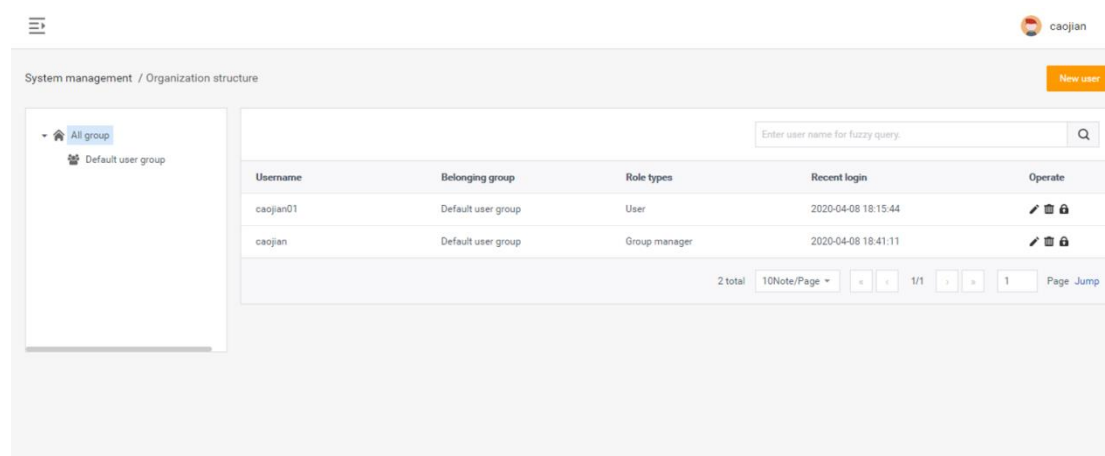 caojian
System management / Organization structure
New user
All group
Default user group
Enter user name for fuzzy query.
Username Belonging group Role types Recent login Operate
caojian01 Default user group User 2020-04-08 18:15:44
caojian Default user group Group manager 2020-04-08 18:41:11
2 total 10Note/Page « ‹ 1/1 › » 1 Page Jump